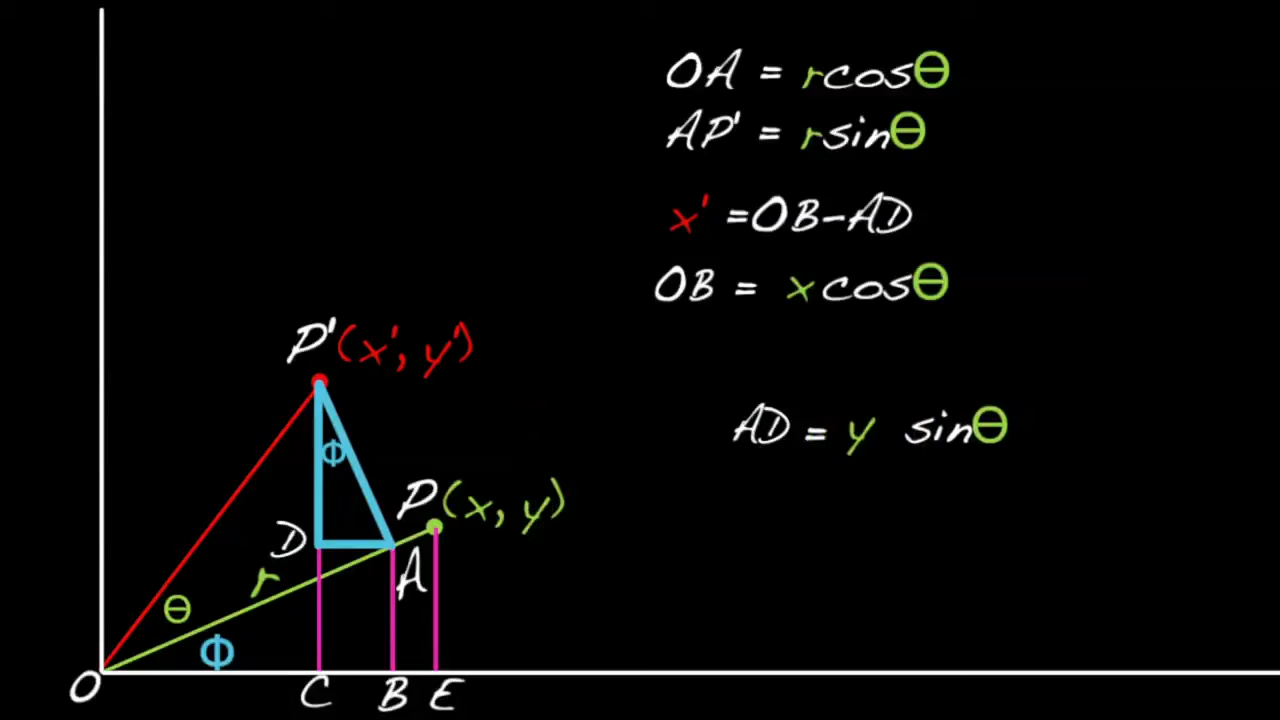 OA = rcosθ
AP' = rsinθ
x' =OB-AD
OB = xcosθ
AD = y sinθ
P'(x', y')
Φ
P(x, y)
D
A
r
θ
Φ
O
C B E